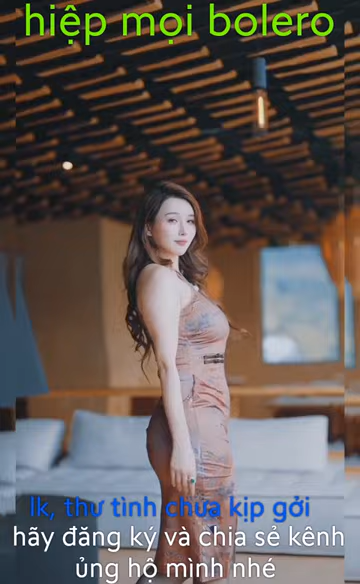 hiệp mọi bolero
lk, thư tình chưa kịp gởi
hãy đăng ký và chia sẻ kênh
ủng hộ mình nhé